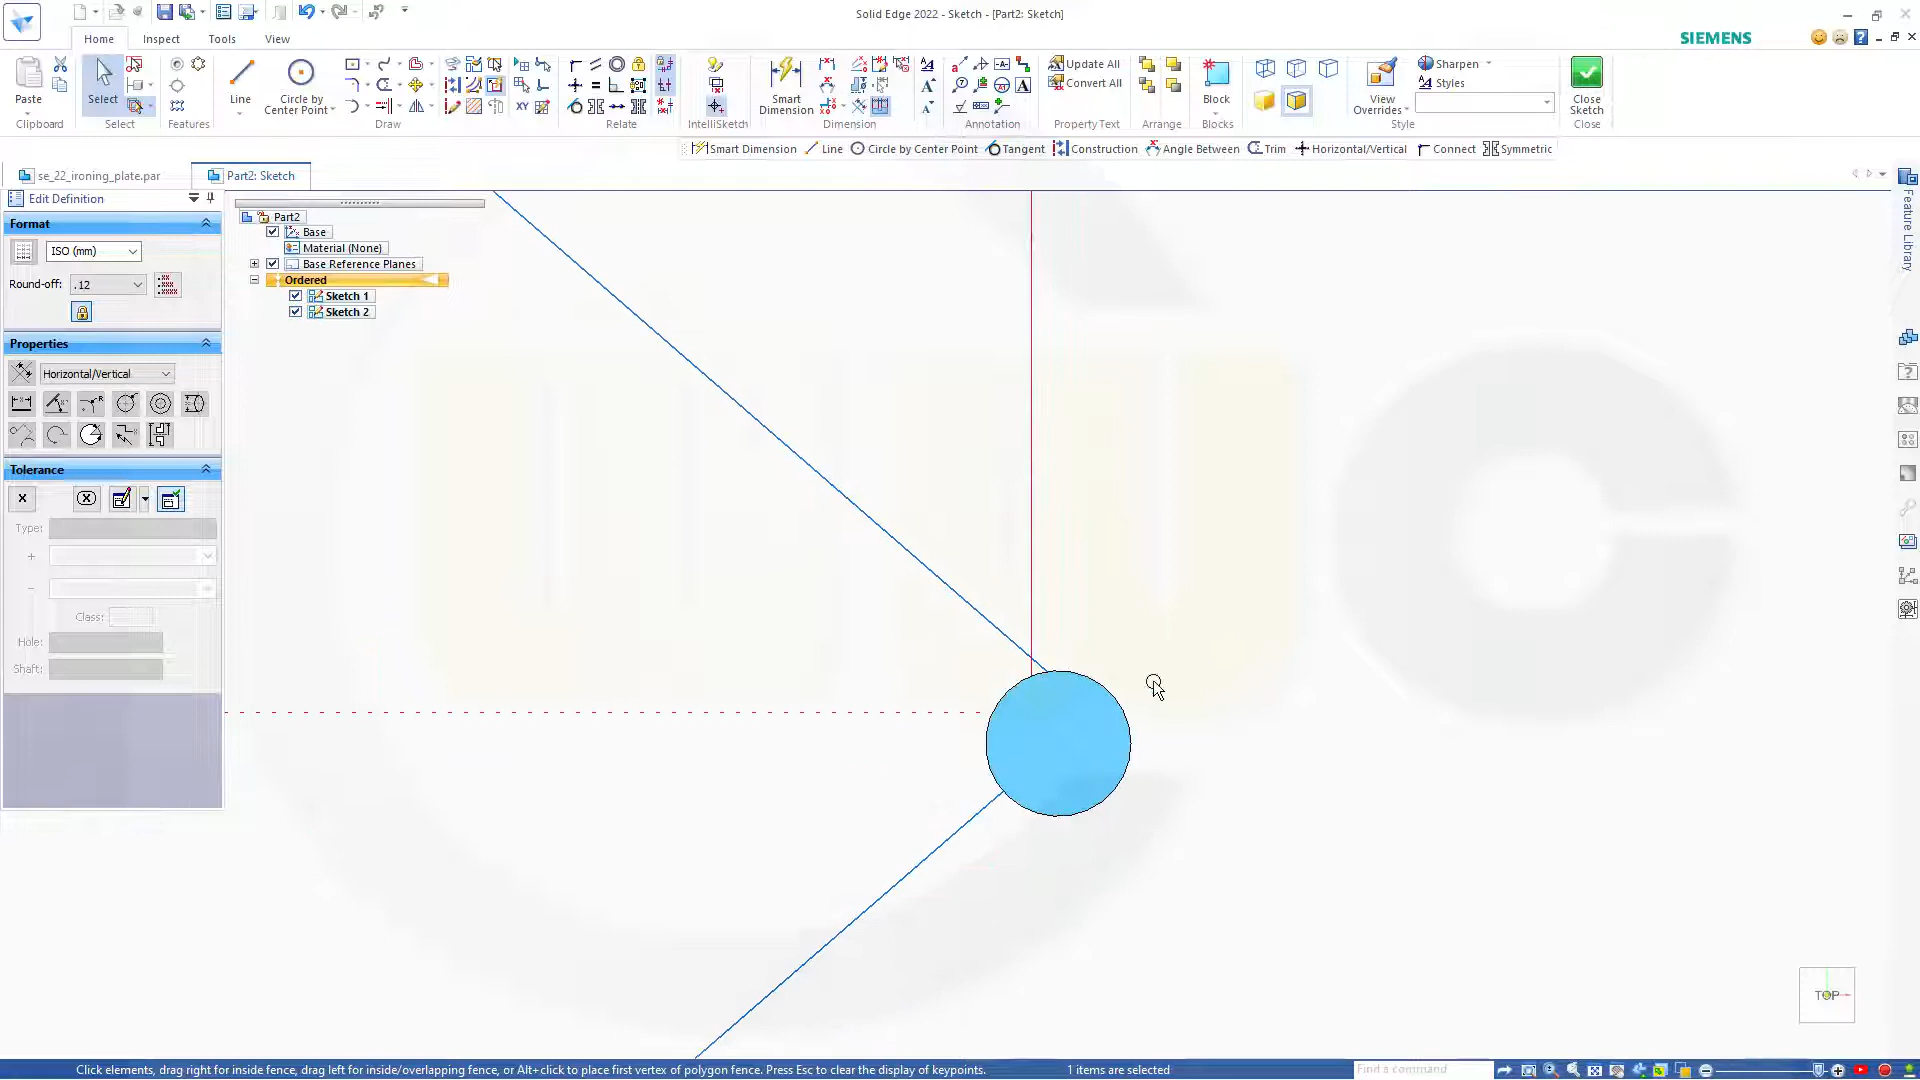 Solid Edge 2022 - Sketch - [Part2: Sketch]
Home Inspect Tools View
SIEMENS
Paste
Clipboard
Select
Select
Features
Line
Circle by
Center Point
Draw
Relate
IntelliSketch
Smart
Dimension
Dimension
Annotation
Update All
Convert All
Property Text
Arrange
Block
Blocks
View
Overrides
Sharpen
Styles
Style
Close
Sketch
Close
Smart Dimension Line Circle by Center Point Tangent Construction Angle Between Trim Horizontal/Vertical Connect Symmetric
se_22_ironing_plate.par Part2: Sketch
Edit Definition
Format
ISO (mm)
Round-off: .12
Properties
Horizontal/Vertical
Tolerance
Type:
+
−
Class:
Hole:
Shaft:
Part2
Base
Material (None)
Base Reference Planes
Ordered
Sketch 1
Sketch 2
Feature Library
TOP
Click elements, drag right for inside fence, drag left for inside/overlapping fence, or Alt+click to place first vertex of polygon fence. Press Esc to clear the display of keypoints. 1 items are selected Find a command